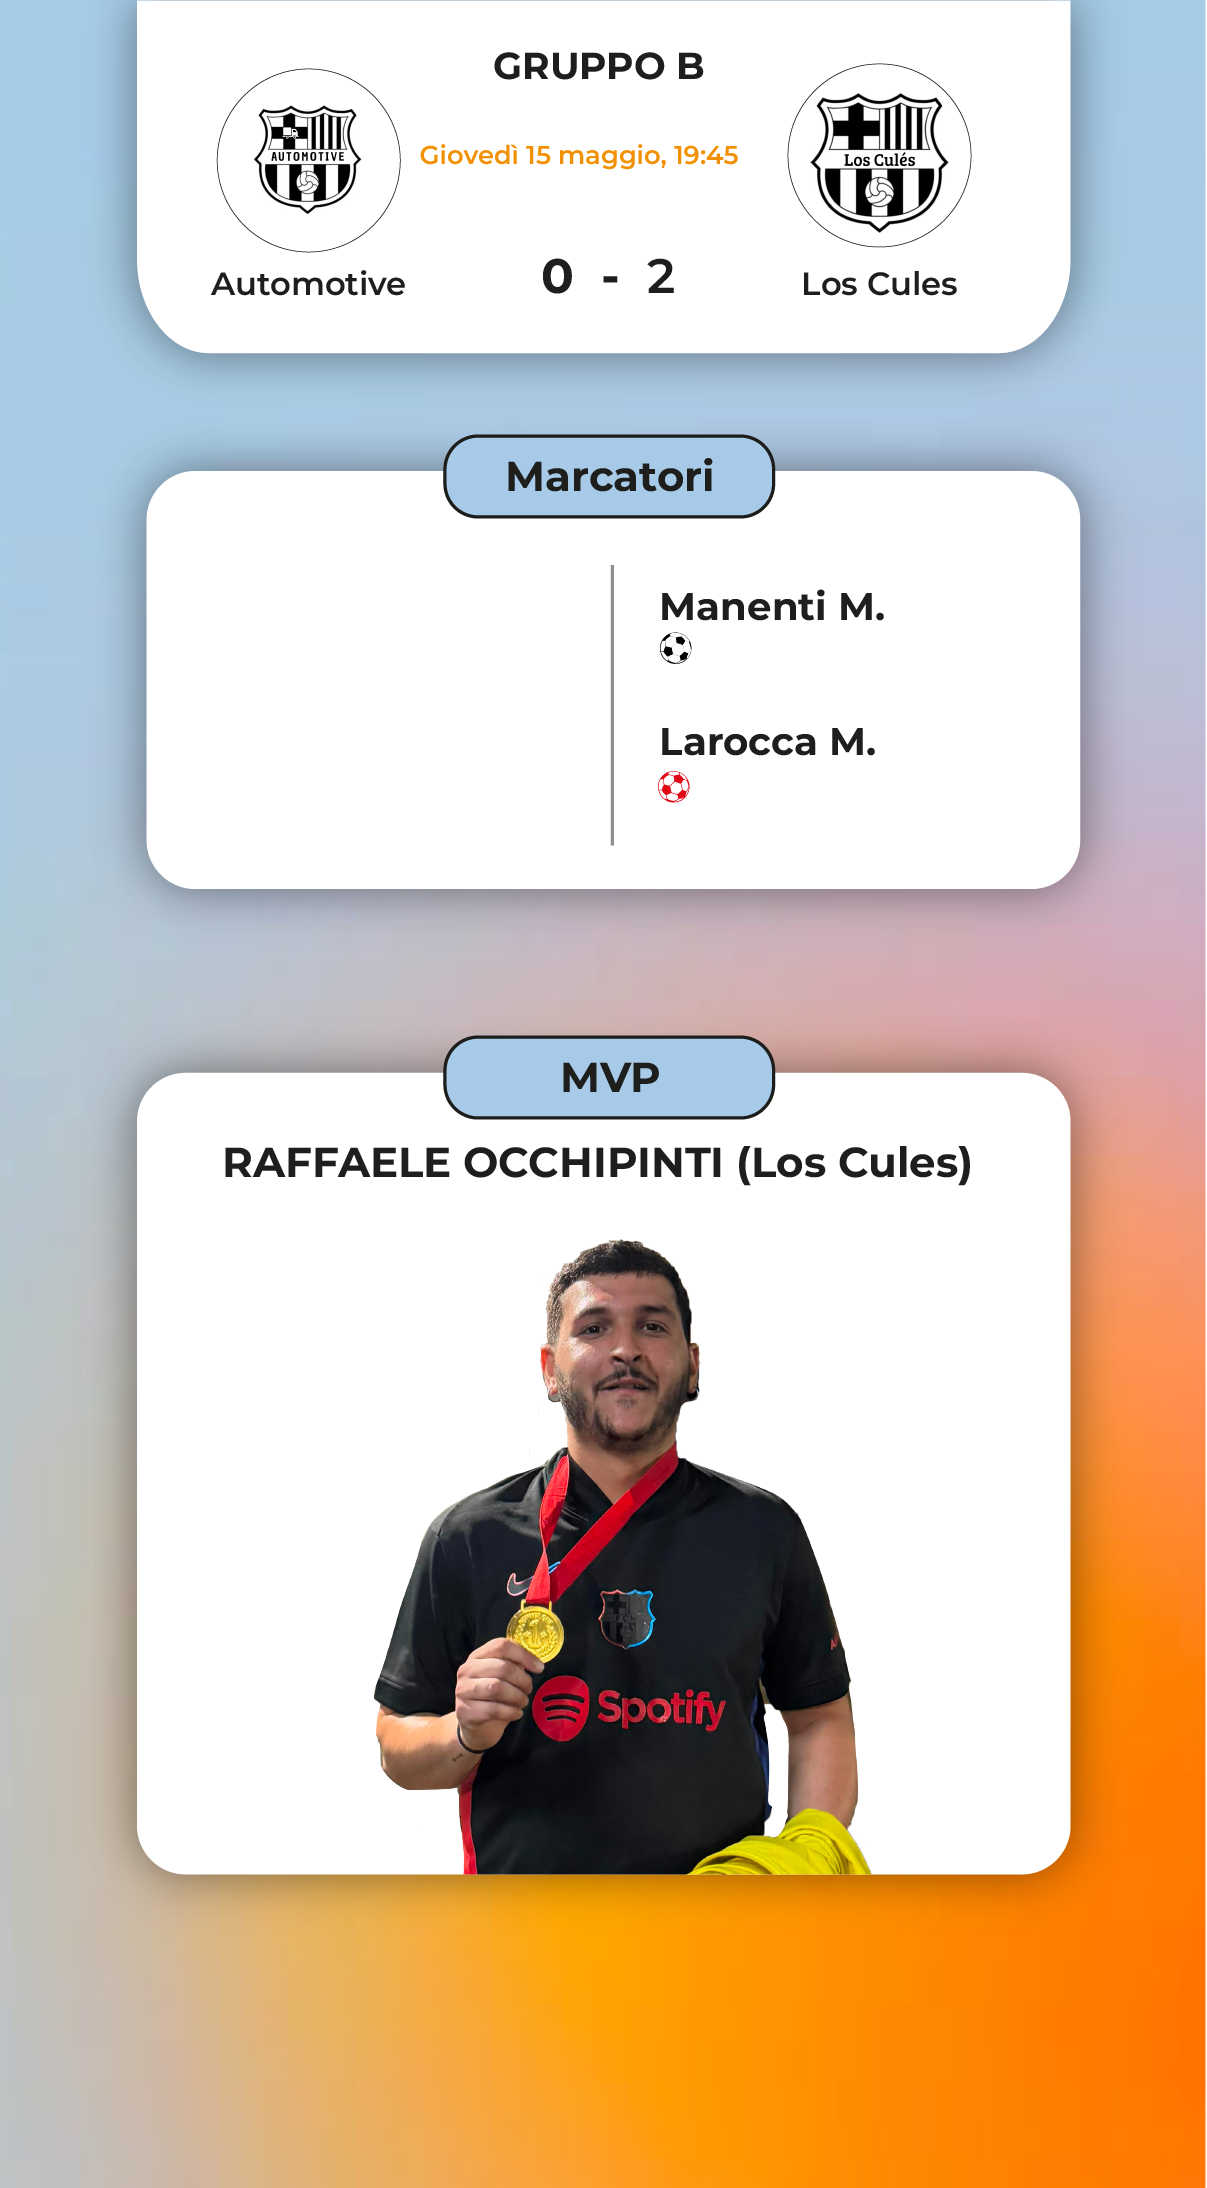 GRUPPO B
Giovedì 15 maggio, 19:45
AUTOMOTIVE
Los Culés
Automotive
0 - 2
Los Cules
Marcatori
Manenti M.
Larocca M.
MVP
RAFFAELE OCCHIPINTI (Los Cules)
1
Spotify